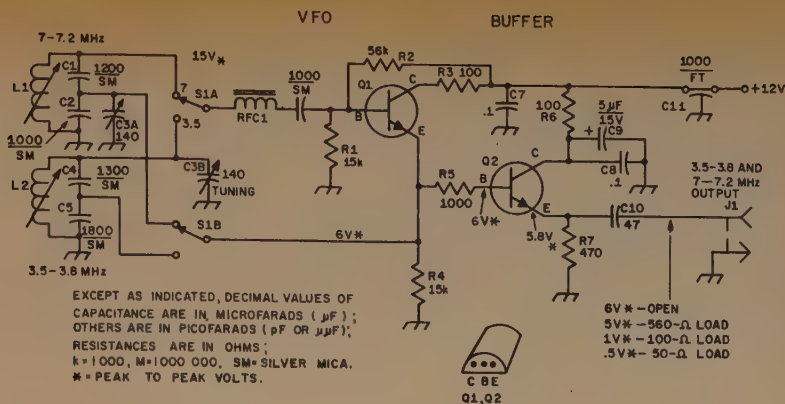 VFO
BUFFER
7-7.2 MHz
L1
C1
1200
SM
C2
1000
SM
C3A
140
15V*
7
S1A
3.5
RFC1
1000
SM
56k
R2
Q1
C
B
E
R3 100
R1
15k
C7
.1
100
R6
5µF
15V
+
C9
C8
.1
1000
FT
C11
+12V
L2
C4
1300
SM
C5
1800
SM
C3B
140
TUNING
S1B
6V*
3.5-3.8 MHz
R5
1000
Q2
B
C
E
6V*
5.8V
*
R4
15k
R7
470
C10
47
3.5-3.8 AND
7-7.2 MHz
OUTPUT
J1
6V*-OPEN
5V*-560-Ω LOAD
1V*-100-Ω LOAD
.5V*-50-Ω LOAD
EXCEPT AS INDICATED, DECIMAL VALUES OF
CAPACITANCE ARE IN MICROFARADS (µF);
OTHERS ARE IN PICOFARADS (pF OR µµF);
RESISTANCES ARE IN OHMS;
k=1000, M=1000 000, SM=SILVER MICA.
*=PEAK TO PEAK VOLTS.
C B E
Q1,Q2